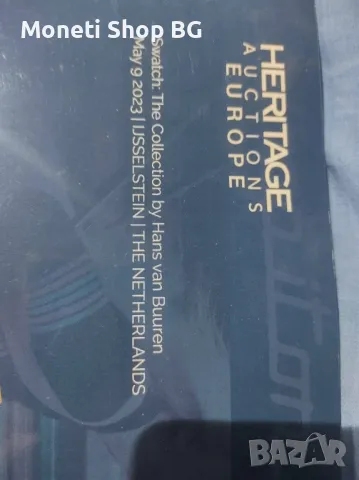 Moneti Shop BG
HERITAGE
AUCTIONS
EUROPE
Swatch: The Collection by Hans van Buuren
May 9 2023 | IJSSELSTEIN | THE NETHERLANDS
BAZAR